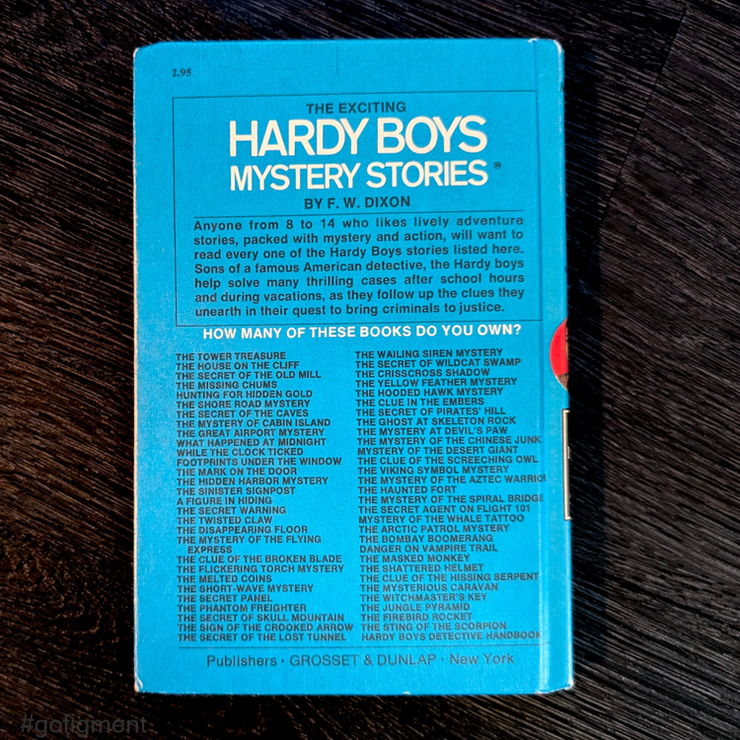 2.95
THE EXCITING
HARDY BOYS
MYSTERY STORIES ®
BY F. W. DIXON
Anyone from 8 to 14 who likes lively adventure
stories, packed with mystery and action, will want to
read every one of the Hardy Boys stories listed here.
Sons of a famous American detective, the Hardy boys
help solve many thrilling cases after school hours
and during vacations, as they follow up the clues they
unearth in their quest to bring criminals to justice.
HOW MANY OF THESE BOOKS DO YOU OWN?
THE TOWER TREASURE
THE HOUSE ON THE CLIFF
THE SECRET OF THE OLD MILL
THE MISSING CHUMS
HUNTING FOR HIDDEN GOLD
THE SHORE ROAD MYSTERY
THE SECRET OF THE CAVES
THE MYSTERY OF CABIN ISLAND
THE GREAT AIRPORT MYSTERY
WHAT HAPPENED AT MIDNIGHT
WHILE THE CLOCK TICKED
FOOTPRINTS UNDER THE WINDOW
THE MARK ON THE DOOR
THE HIDDEN HARBOR MYSTERY
THE SINISTER SIGNPOST
A FIGURE IN HIDING
THE SECRET WARNING
THE TWISTED CLAW
THE DISAPPEARING FLOOR
THE MYSTERY OF THE FLYING
EXPRESS
THE CLUE OF THE BROKEN BLADE
THE FLICKERING TORCH MYSTERY
THE MELTED COINS
THE SHORT-WAVE MYSTERY
THE SECRET PANEL
THE PHANTOM FREIGHTER
THE SECRET OF SKULL MOUNTAIN
THE SIGN OF THE CROOKED ARROW
THE SECRET OF THE LOST TUNNEL
THE WAILING SIREN MYSTERY
THE SECRET OF WILDCAT SWAMP
THE CRISSCROSS SHADOW
THE YELLOW FEATHER MYSTERY
THE HOODED HAWK MYSTERY
THE CLUE IN THE EMBERS
THE SECRET OF PIRATES' HILL
THE GHOST AT SKELETON ROCK
THE MYSTERY AT DEVIL'S PAW
THE MYSTERY OF THE CHINESE JUNK
MYSTERY OF THE DESERT GIANT
THE CLUE OF THE SCREECHING OWL
THE VIKING SYMBOL MYSTERY
THE MYSTERY OF THE AZTEC WARRIO
THE HAUNTED FORT
THE MYSTERY OF THE SPIRAL BRIDGE
THE SECRET AGENT ON FLIGHT 101
MYSTERY OF THE WHALE TATTOO
THE ARCTIC PATROL MYSTERY
THE BOMBAY BOOMERANG
DANGER ON VAMPIRE TRAIL
THE MASKED MONKEY
THE SHATTERED HELMET
THE CLUE OF THE HISSING SERPENT
THE MYSTERIOUS CARAVAN
THE WITCHMASTER'S KEY
THE JUNGLE PYRAMID
THE FIREBIRD ROCKET
THE STING OF THE SCORPION
HARDY BOYS DETECTIVE HANDBOOK
Publishers · GROSSET & DUNLAP · New York
#gofigment